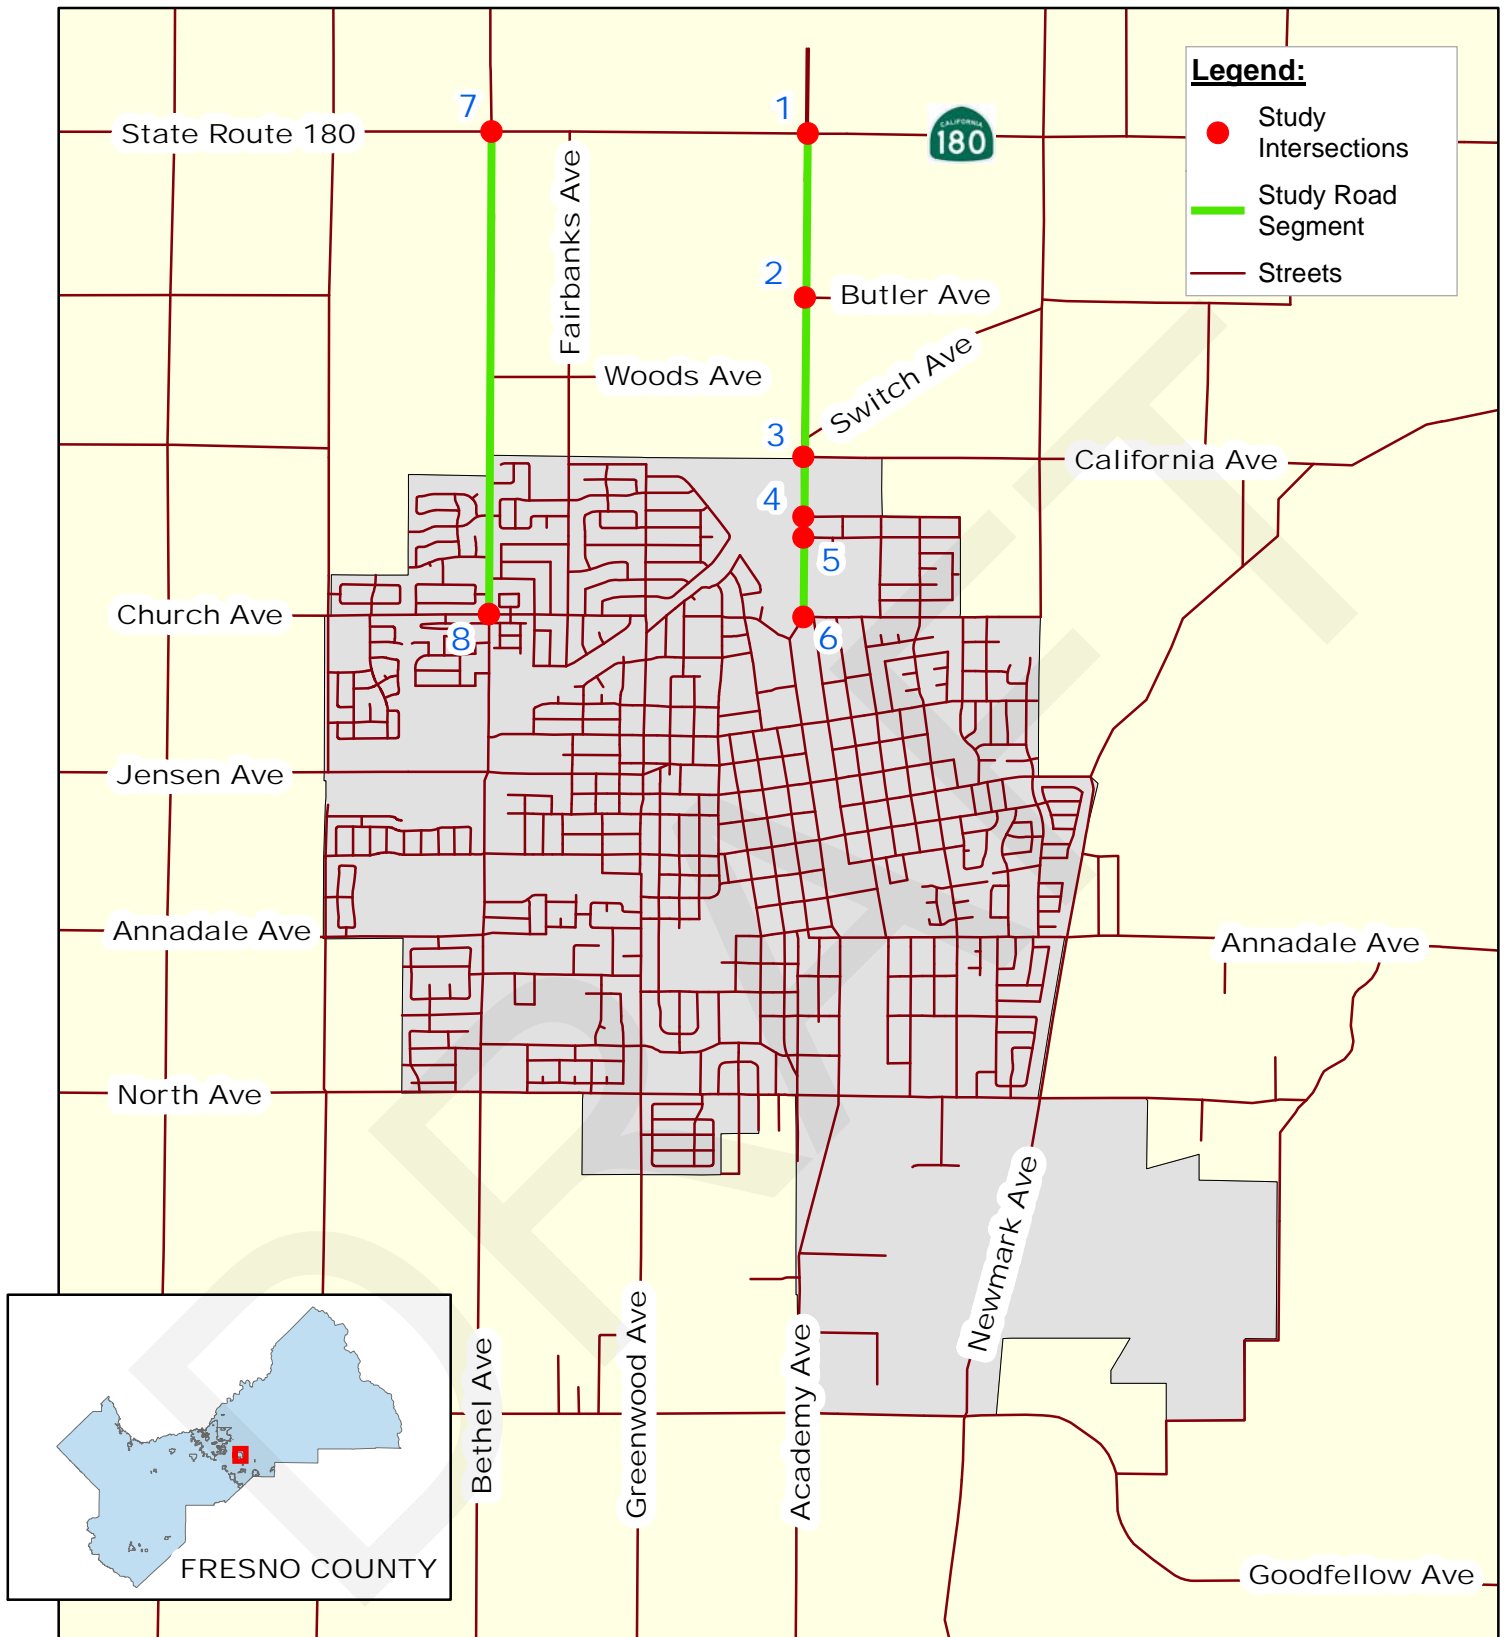 7
1
State Route 180
CALIFORNIA
180
Legend:
Study
Intersections
Study Road
Segment
Streets
Fairbanks Ave
2
Butler Ave
Woods Ave
Switch Ave
3
California Ave
4
5
Church Ave
8
6
Jensen Ave
Annadale Ave
Annadale Ave
North Ave
Newmark Ave
Bethel Ave
Greenwood Ave
Academy Ave
FRESNO COUNTY
Goodfellow Ave
DRAFT